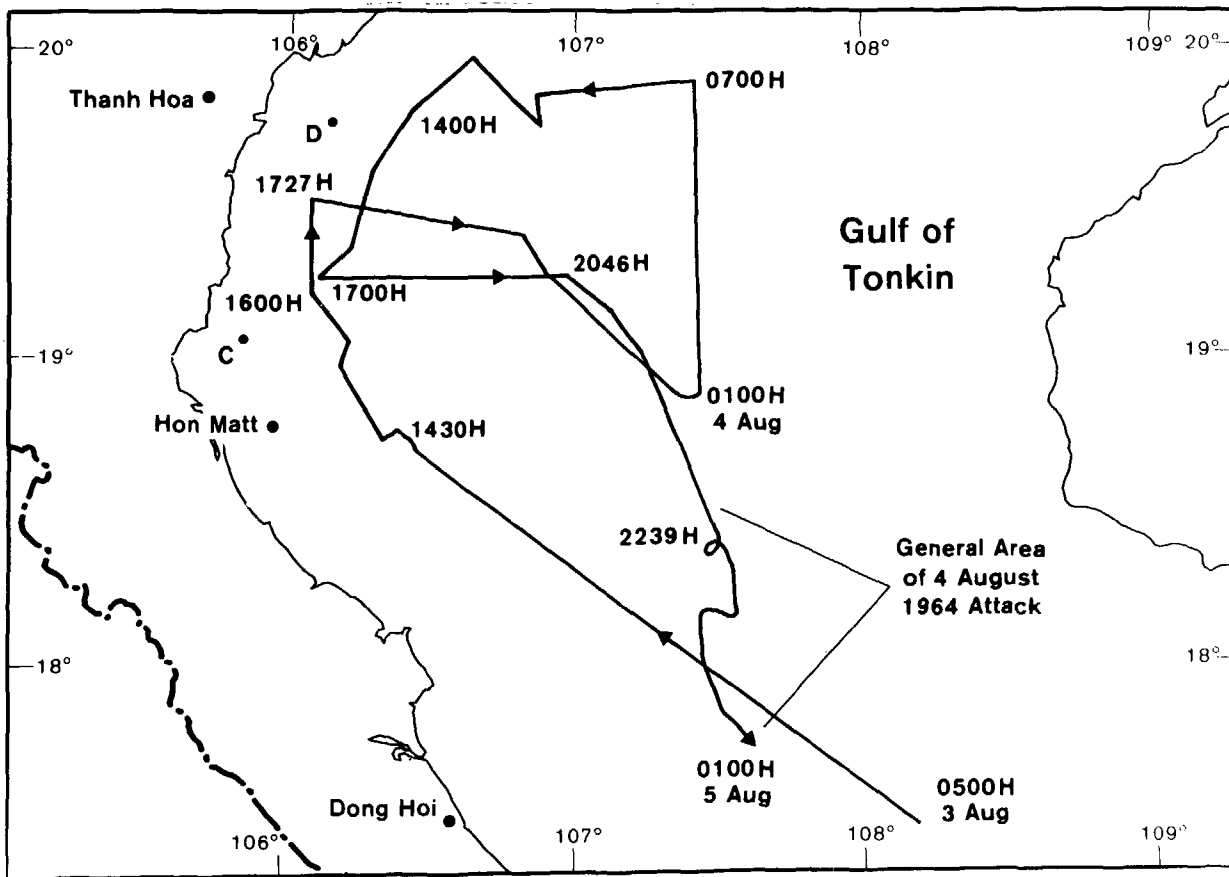 106°
107°
108°
109°
20°
20°
Thanh Hoa
0700H
D
1400H
1727H
Gulf of
Tonkin
2046H
1600H
1700H
C
19°
19°
0100H
4 Aug
Hon Matt
1430H
2239H
General Area
of 4 August
1964 Attack
18°
18°
0100H
5 Aug
0500H
3 Aug
Dong Hoi
106°
107°
108°
109°